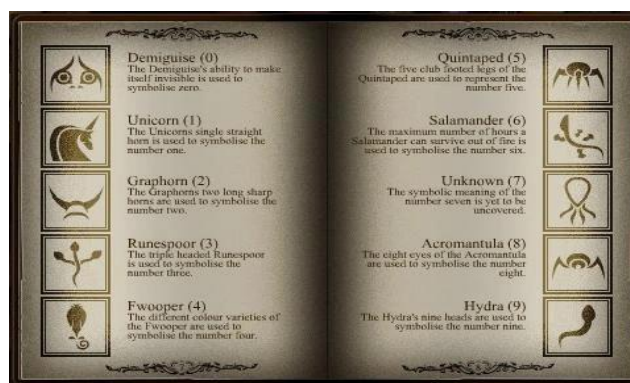 Demiguise (0)
The Demiguise's ability to make
itself invisible is used to
symbolise zero.
Unicorn (1)
The Unicorns single straight
horn is used to symbolise the
number one.
Graphorn (2)
The Graphorns two long sharp
horns are used to symbolise the
number two.
Runespoor (3)
The triple headed Runespoor
is used to symbolise the
number three.
Fwooper (4)
The different colour varieties of
the Fwooper are used to
symbolise the number four.
Quintaped (5)
The five club footed legs of the
Quintaped are used to represent the
number five.
Salamander (6)
The maximum number of hours a
Salamander can survive out of fire is
used to symbolise the number six.
Unknown (7)
The symbolic meaning of the
number seven is yet to be
uncovered.
Acromantula (8)
The eight eyes of the Acromantula
are used to symbolise the number
eight.
Hydra (9)
The Hydra's nine heads are used to
symbolise the number nine.